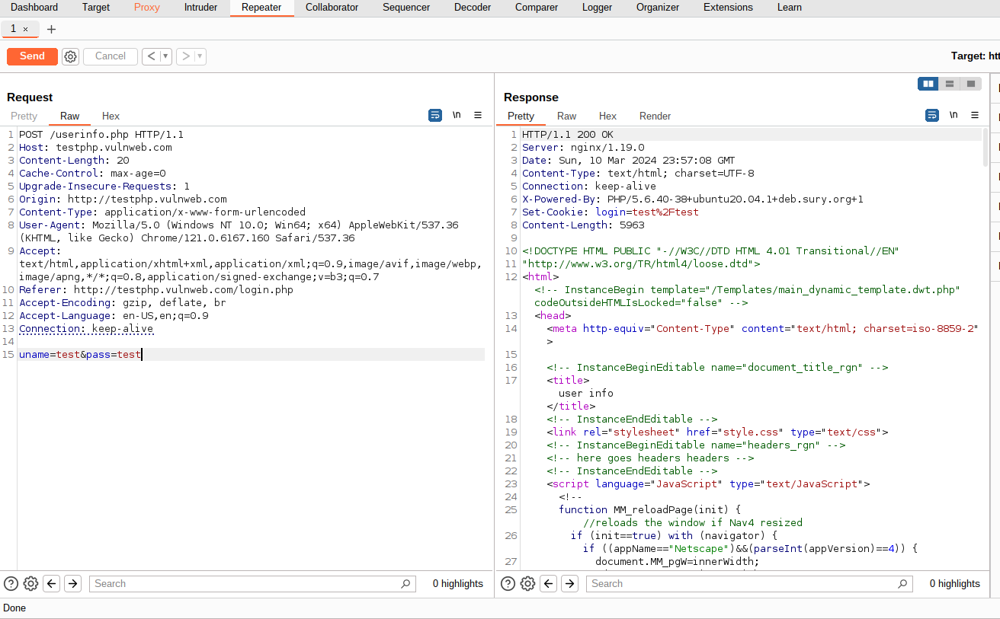 Dashboard Target Proxy Intruder Repeater Collaborator Sequencer Decoder Comparer Logger Organizer Extensions Learn
1 × +
Send Cancel < ▼ > ▼ Target: htt
Request
Pretty Raw Hex \n ≡
1 POST /userinfo.php HTTP/1.1
2 Host: testphp.vulnweb.com
3 Content-Length: 20
4 Cache-Control: max-age=0
5 Upgrade-Insecure-Requests: 1
6 Origin: http://testphp.vulnweb.com
7 Content-Type: application/x-www-form-urlencoded
8 User-Agent: Mozilla/5.0 (Windows NT 10.0; Win64; x64) AppleWebKit/537.36
(KHTML, like Gecko) Chrome/121.0.6167.160 Safari/537.36
9 Accept:
text/html,application/xhtml+xml,application/xml;q=0.9,image/avif,image/webp,
image/apng,*/*;q=0.8,application/signed-exchange;v=b3;q=0.7
10 Referer: http://testphp.vulnweb.com/login.php
11 Accept-Encoding: gzip, deflate, br
12 Accept-Language: en-US,en;q=0.9
13 Connection: keep-alive
14
15 uname=test&pass=test
Search 0 highlights
Response
Pretty Raw Hex Render \n ≡
1 HTTP/1.1 200 OK
2 Server: nginx/1.19.0
3 Date: Sun, 10 Mar 2024 23:57:08 GMT
4 Content-Type: text/html; charset=UTF-8
5 Connection: keep-alive
6 X-Powered-By: PHP/5.6.40-38+ubuntu20.04.1+deb.sury.org+1
7 Set-Cookie: login=test%2Ftest
8 Content-Length: 5963
9
10 <!DOCTYPE HTML PUBLIC "-//W3C//DTD HTML 4.01 Transitional//EN"
11 "http://www.w3.org/TR/html4/loose.dtd">
12 <html>
<!-- InstanceBegin template="/Templates/main_dynamic_template.dwt.php"
codeOutsideHTMLIsLocked="false" -->
13 <head>
14 <meta http-equiv="Content-Type" content="text/html; charset=iso-8859-2"
>
15
16 <!-- InstanceBeginEditable name="document_title_rgn" -->
17 <title>
user info
</title>
18 <!-- InstanceEndEditable -->
19 <link rel="stylesheet" href="style.css" type="text/css">
20 <!-- InstanceBeginEditable name="headers_rgn" -->
21 <!-- here goes headers headers -->
22 <!-- InstanceEndEditable -->
23 <script language="JavaScript" type="text/JavaScript">
24 <!--
25 function MM_reloadPage(init) {
//reloads the window if Nav4 resized
26 if (init==true) with (navigator) {
if ((appName=="Netscape")&&(parseInt(appVersion)==4)) {
27 document.MM_pgW=innerWidth;
Search 0 highlights
Done